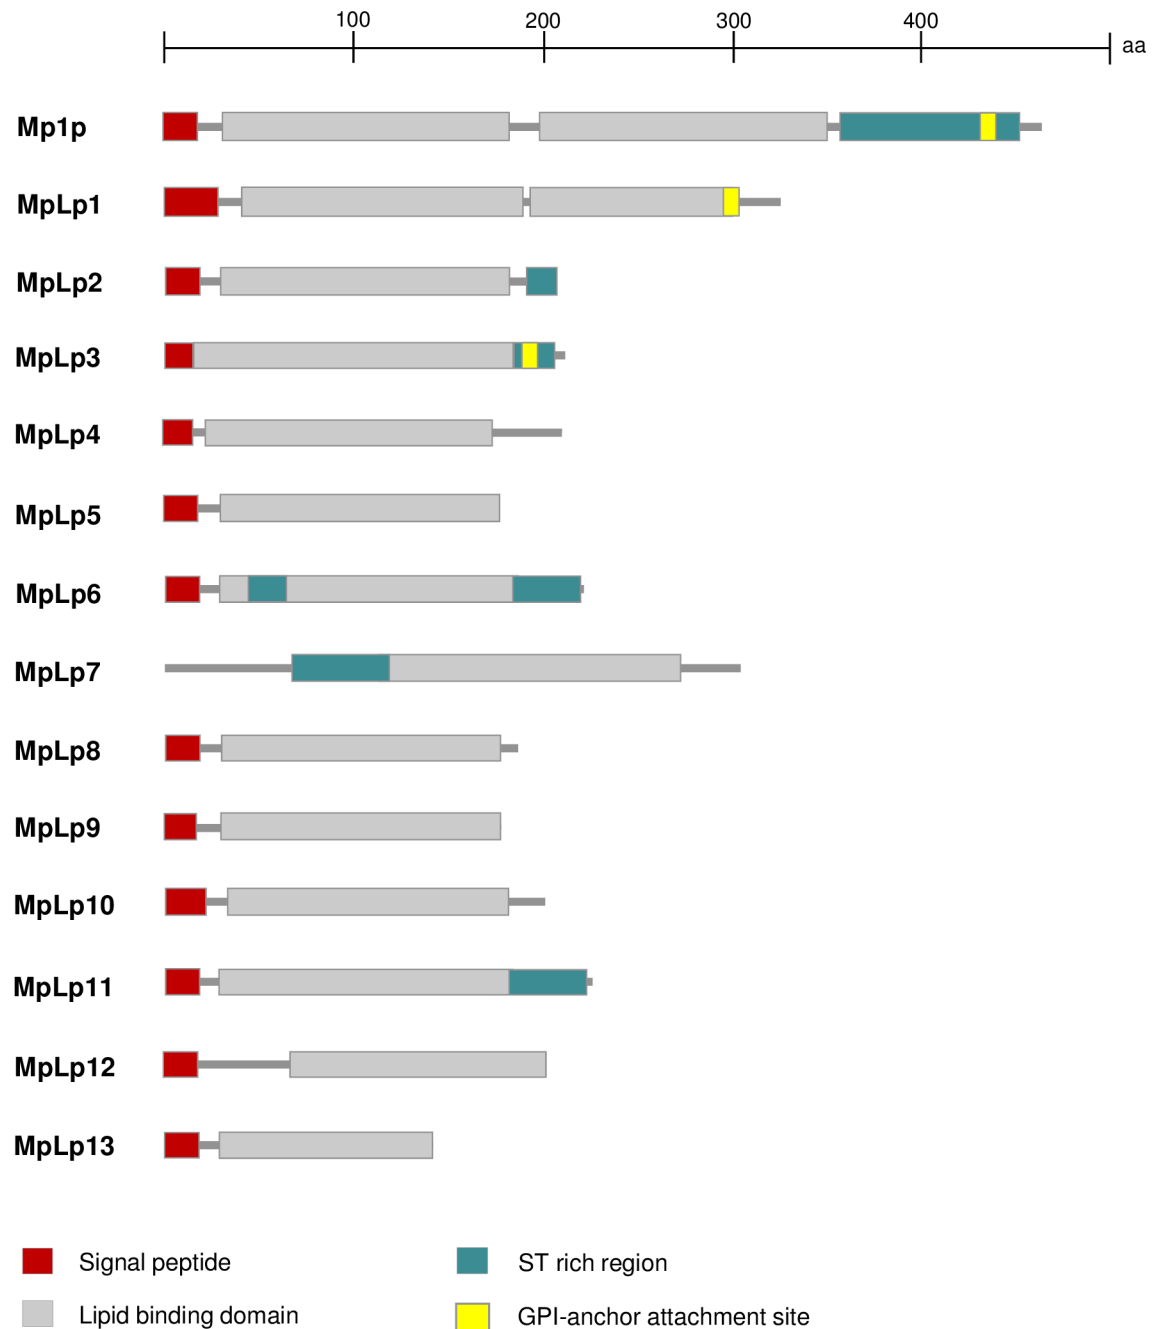 100 200 300 400
aa
Mp1p
MpLp1
MpLp2
MpLp3
MpLp4
MpLp5
MpLp6
MpLp7
MpLp8
MpLp9
MpLp10
MpLp11
MpLp12
MpLp13
Signal peptide ST rich region
Lipid binding domain GPI-anchor attachment site